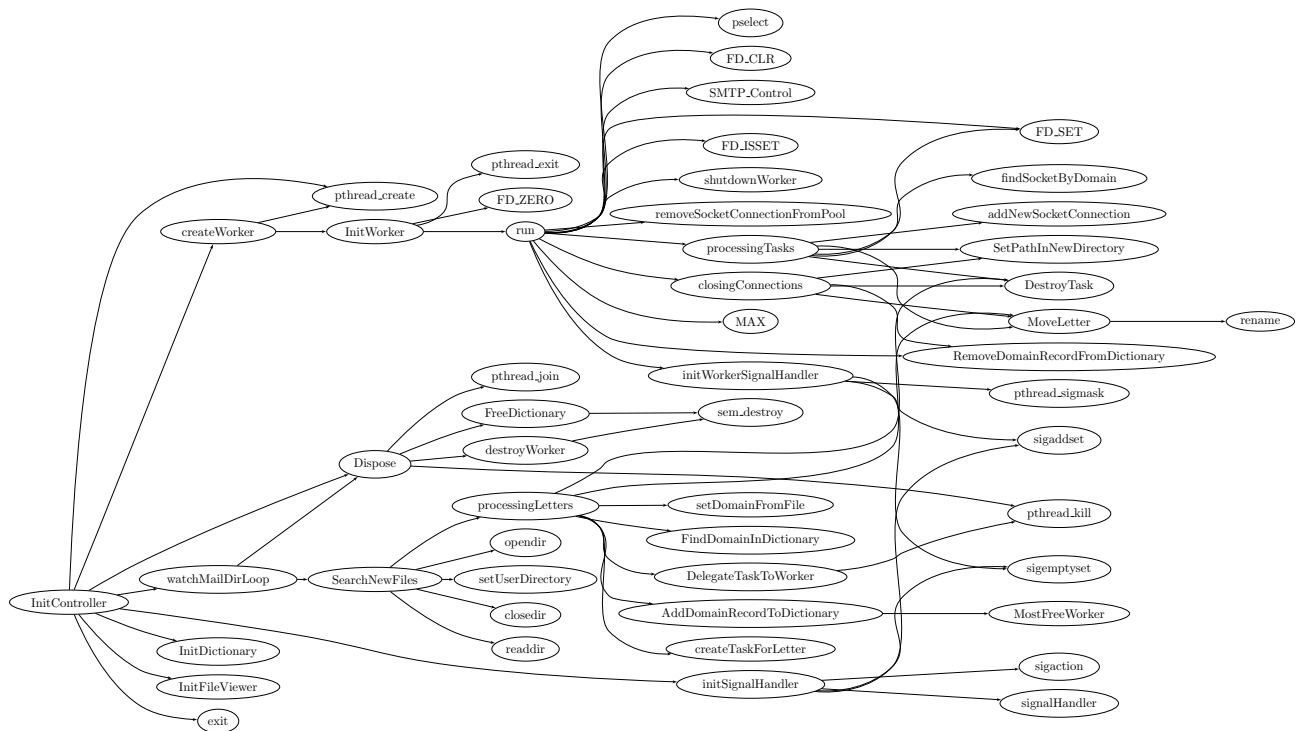 pselect
FD_CLR
SMTP_Control
FD_SET
FD_ISSET
pthread_exit
shutdownWorker
findSocketByDomain
pthread_create
FD_ZERO
removeSocketConnectionFromPool
addNewSocketConnection
createWorker
InitWorker
run
processingTasks
SetPathInNewDirectory
closingConnections
DestroyTask
MAX
MoveLetter
rename
RemoveDomainRecordFromDictionary
pthread_join
initWorkerSignalHandler
pthread_sigmask
FreeDictionary
sem_destroy
sigaddset
destroyWorker
Dispose
processingLetters
setDomainFromFile
pthread_kill
opendir
FindDomainInDictionary
watchMailDirLoop
SearchNewFiles
setUserDirectory
DelegateTaskToWorker
sigemptyset
InitController
closedir
AddDomainRecordToDictionary
MostFreeWorker
InitDictionary
readdir
createTaskForLetter
sigaction
InitFileViewer
initSignalHandler
signalHandler
exit